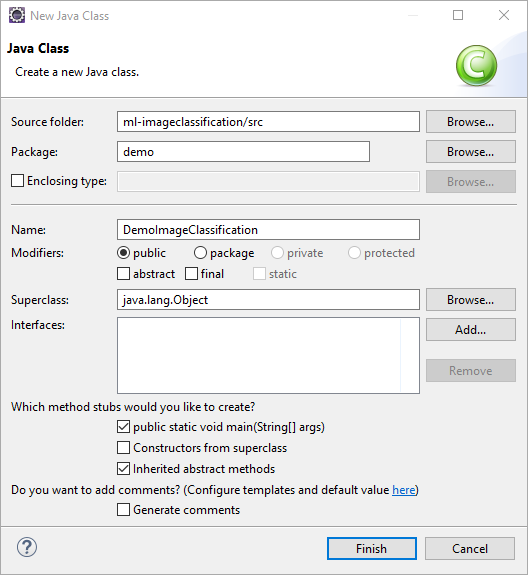 New Java Class
Java Class
Create a new Java class.
Source folder: ml-imageclassification/src Browse...
Package: demo Browse...
Enclosing type: Browse...
Name: DemoImageClassification
Modifiers: public package private protected
abstract final static
Superclass: java.lang.Object Browse...
Interfaces: Add...
Remove
Which method stubs would you like to create?
public static void main(String[] args)
Constructors from superclass
Inherited abstract methods
Do you want to add comments? (Configure templates and default value here)
Generate comments
? Finish Cancel